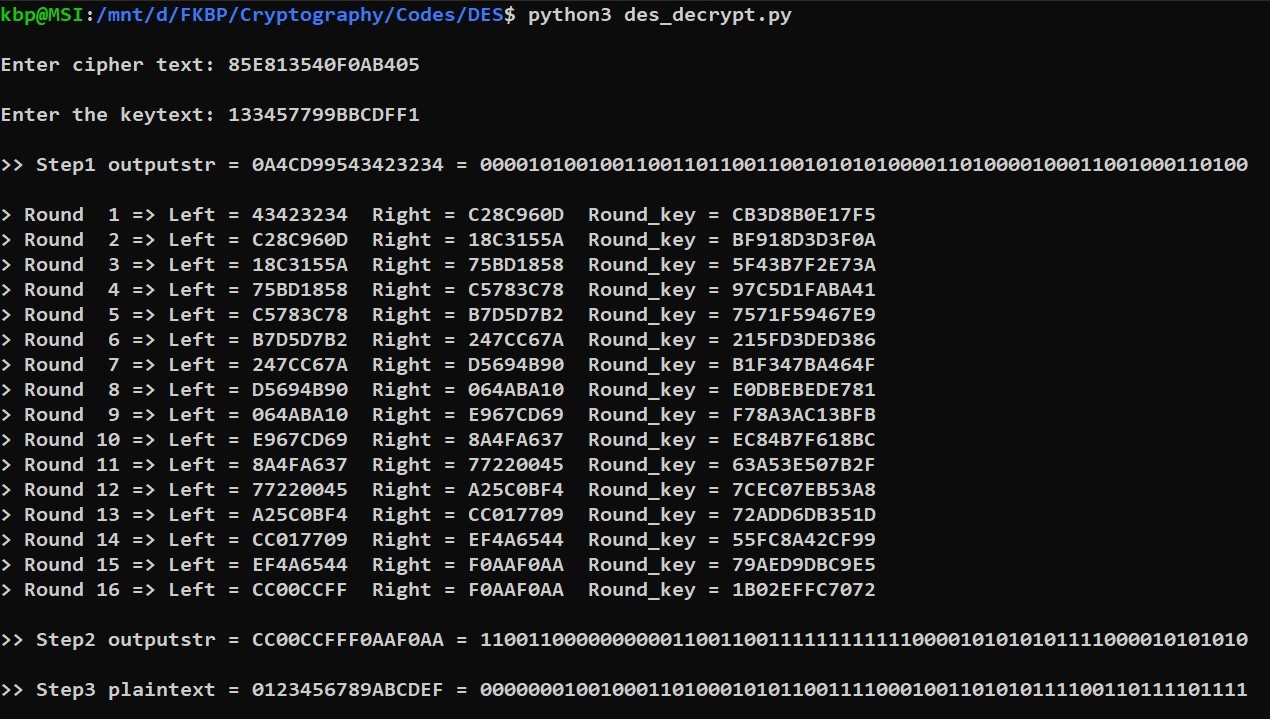 kbp@MSI:/mnt/d/FKBP/Cryptography/Codes/DES$ python3 des_decrypt.py
Enter cipher text: 85E813540F0AB405
Enter the keytext: 133457799BBCDFF1
>> Step1 outputstr = 0A4CD99543423234 = 0000101001001100110110011001010101000011010000100011001000110100
> Round  1 => Left = 43423234  Right = C28C960D  Round_key = CB3D8B0E17F5
> Round  2 => Left = C28C960D  Right = 18C3155A  Round_key = BF918D3D3F0A
> Round  3 => Left = 18C3155A  Right = 75BD1858  Round_key = 5F43B7F2E73A
> Round  4 => Left = 75BD1858  Right = C5783C78  Round_key = 97C5D1FABA41
> Round  5 => Left = C5783C78  Right = B7D5D7B2  Round_key = 7571F59467E9
> Round  6 => Left = B7D5D7B2  Right = 247CC67A  Round_key = 215FD3DED386
> Round  7 => Left = 247CC67A  Right = D5694B90  Round_key = B1F347BA464F
> Round  8 => Left = D5694B90  Right = 064ABA10  Round_key = E0DBEBEDE781
> Round  9 => Left = 064ABA10  Right = E967CD69  Round_key = F78A3AC13BFB
> Round 10 => Left = E967CD69  Right = 8A4FA637  Round_key = EC84B7F618BC
> Round 11 => Left = 8A4FA637  Right = 77220045  Round_key = 63A53E507B2F
> Round 12 => Left = 77220045  Right = A25C0BF4  Round_key = 7CEC07EB53A8
> Round 13 => Left = A25C0BF4  Right = CC017709  Round_key = 72ADD6DB351D
> Round 14 => Left = CC017709  Right = EF4A6544  Round_key = 55FC8A42CF99
> Round 15 => Left = EF4A6544  Right = F0AAF0AA  Round_key = 79AED9DBC9E5
> Round 16 => Left = CC00CCFF  Right = F0AAF0AA  Round_key = 1B02EFFC7072
>> Step2 outputstr = CC00CCFFF0AAF0AA = 1100110000000000110011001111111111110000101010101111000010101010
>> Step3 plaintext = 0123456789ABCDEF = 0000000100100011010001010110011110001001101010111100110111101111